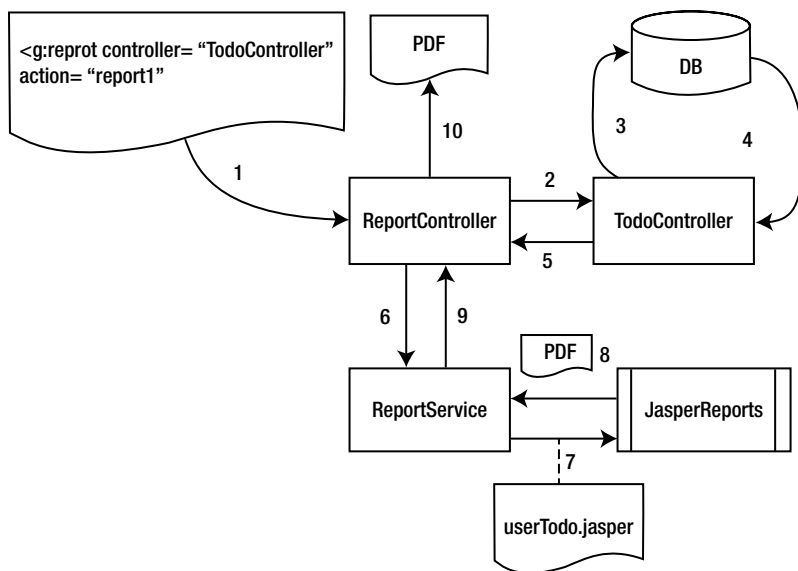 <g:reprot controller= “TodoController”
action= “report1”
PDF
DB
10
3
4
1
2
ReportController
TodoController
5
6
9
PDF
8
ReportService
JasperReports
7
userTodo.jasper